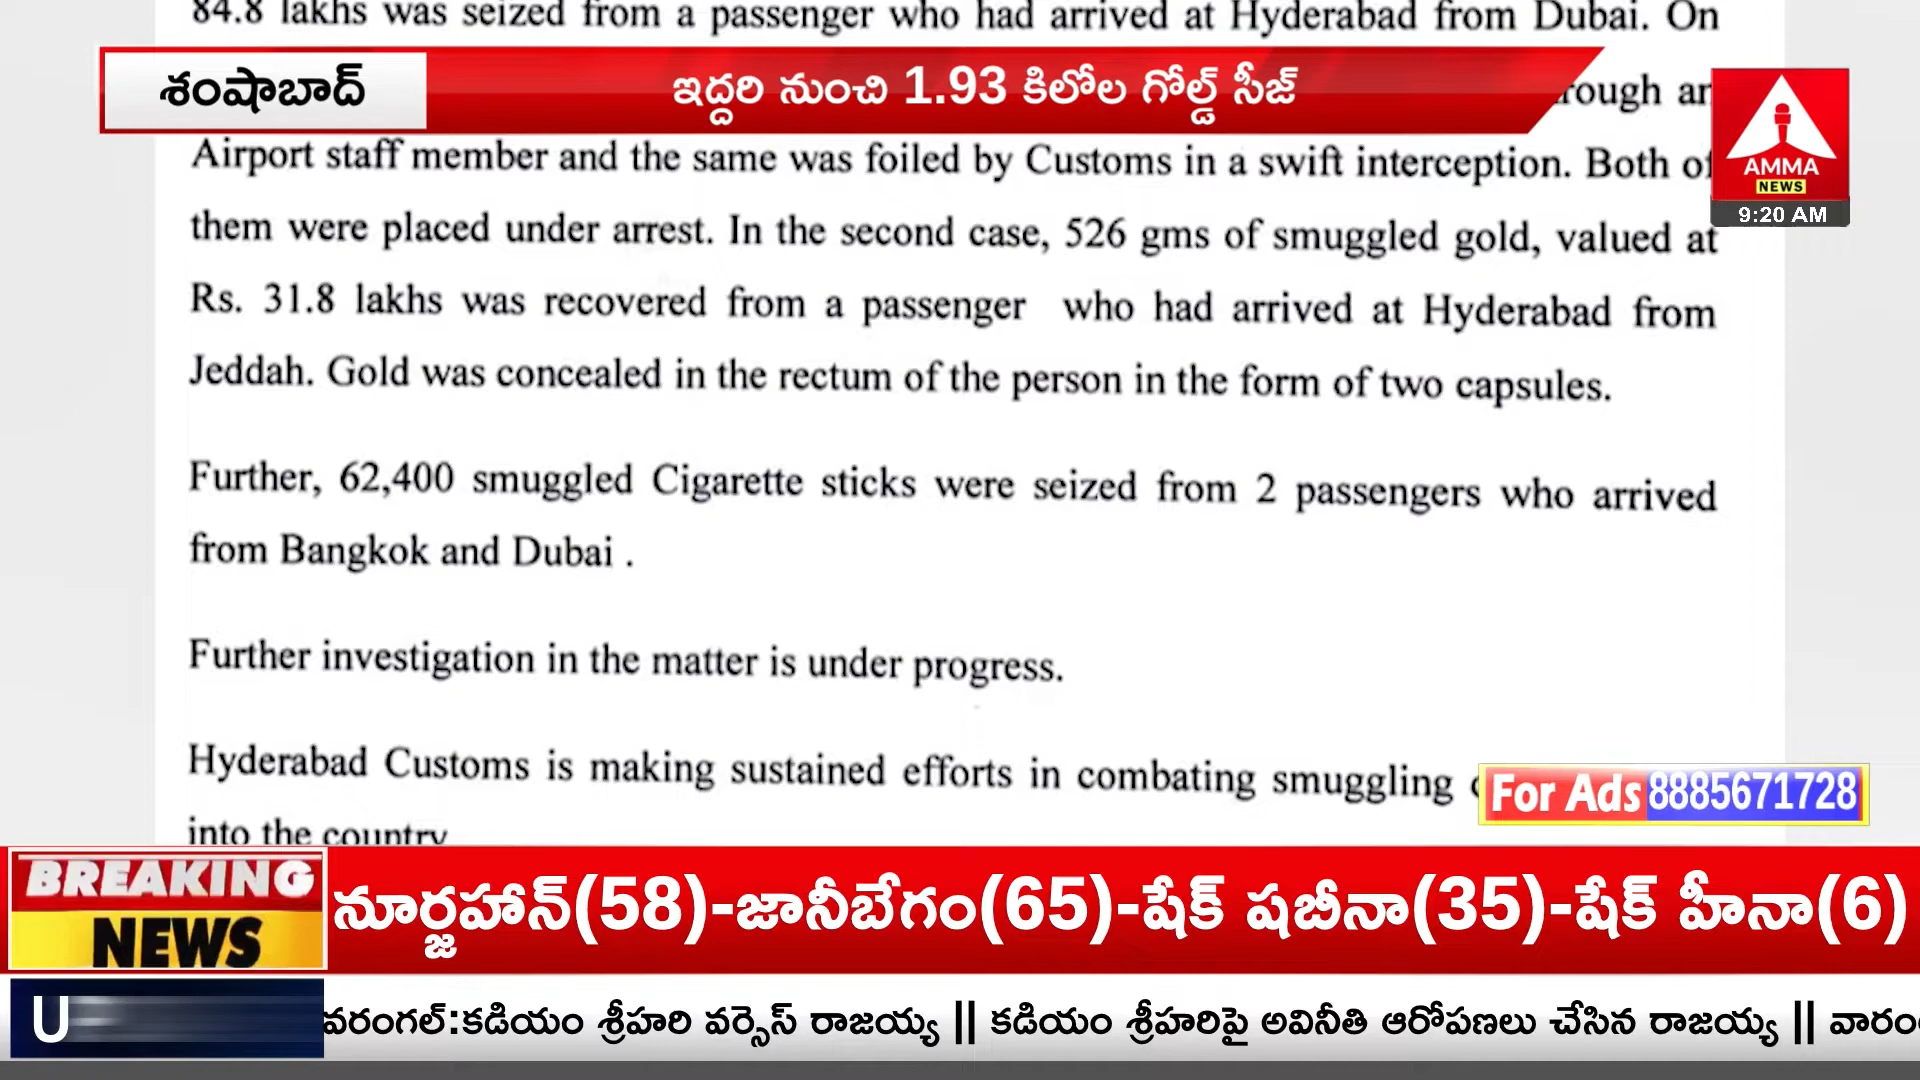 84.8 lakhs was seized from a passenger who had arrived at Hyderabad from Dubai. On
శంషాబాద్
ఇద్దరి నుంచి 1.93 కిలోల గోల్డ్ సీజ్
Airport staff member and the same was foiled by Customs in a swift interception. Both of
them were placed under arrest. In the second case, 526 gms of smuggled gold, valued at
Rs. 31.8 lakhs was recovered from a passenger who had arrived at Hyderabad from
Jeddah. Gold was concealed in the rectum of the person in the form of two capsules.
Further, 62,400 smuggled Cigarette sticks were seized from 2 passengers who arrived
from Bangkok and Dubai .
Further investigation in the matter is under progress.
Hyderabad Customs is making sustained efforts in combating smuggling
into the country
AMMA
NEWS
9:20 AM
For Ads 8885671728
BREAKING
NEWS
నూర్జహాన్(58)-జానీబేగం(65)-షేక్ షబీనా(35)-షేక్ హీనా(6)
U
వరంగల్:కడియం శ్రీహరి వర్సెస్ రాజయ్య || కడియం శ్రీహరిపై అవినీతి ఆరోపణలు చేసిన రాజయ్య ||